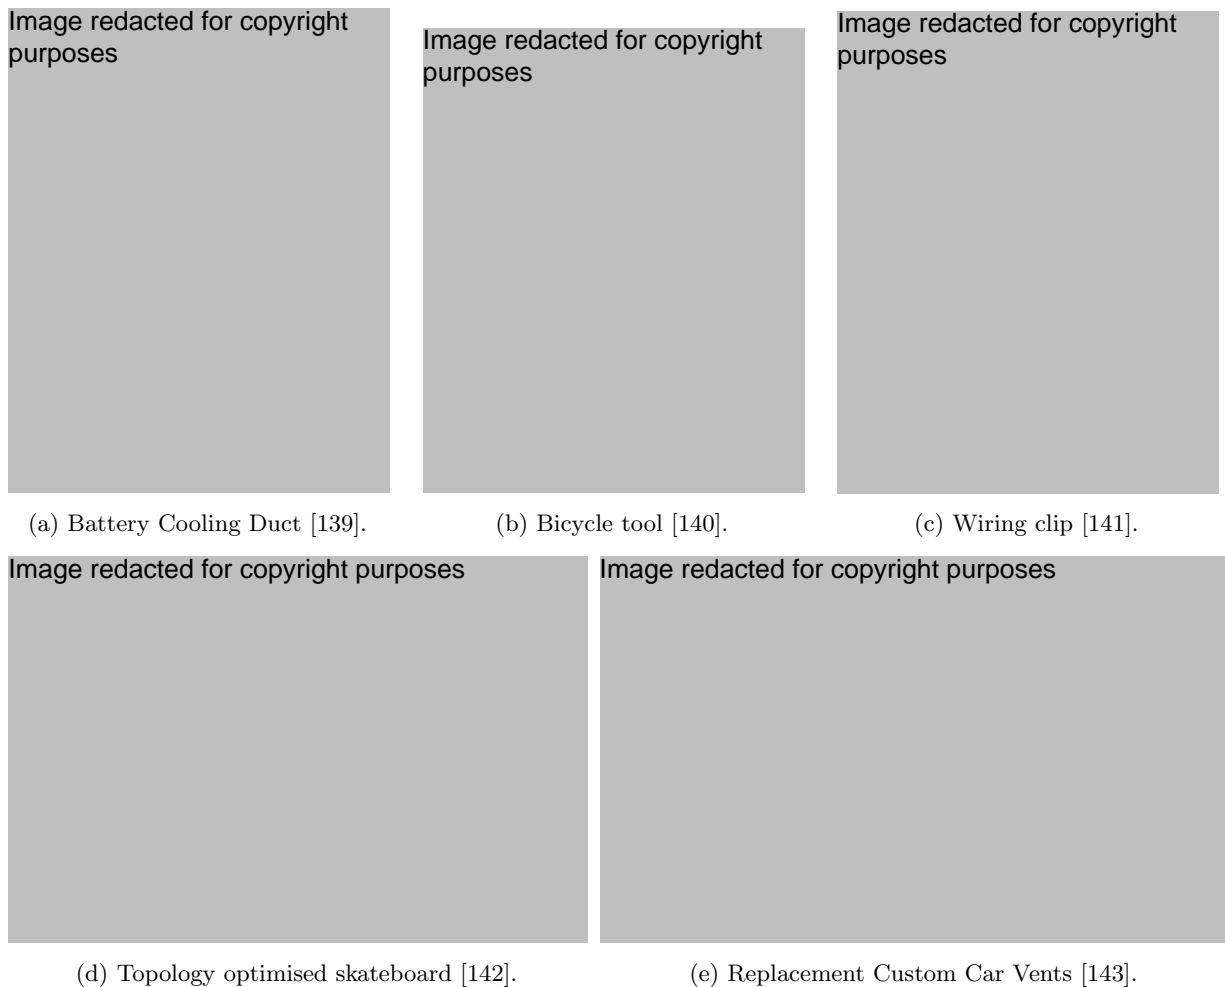 Image redacted for copyright
purposes
Image redacted for copyright
purposes
Image redacted for copyright
purposes
(a) Battery Cooling Duct [139].
(b) Bicycle tool [140].
(c) Wiring clip [141].
Image redacted for copyright purposes
Image redacted for copyright purposes
(d) Topology optimised skateboard [142].
(e) Replacement Custom Car Vents [143].